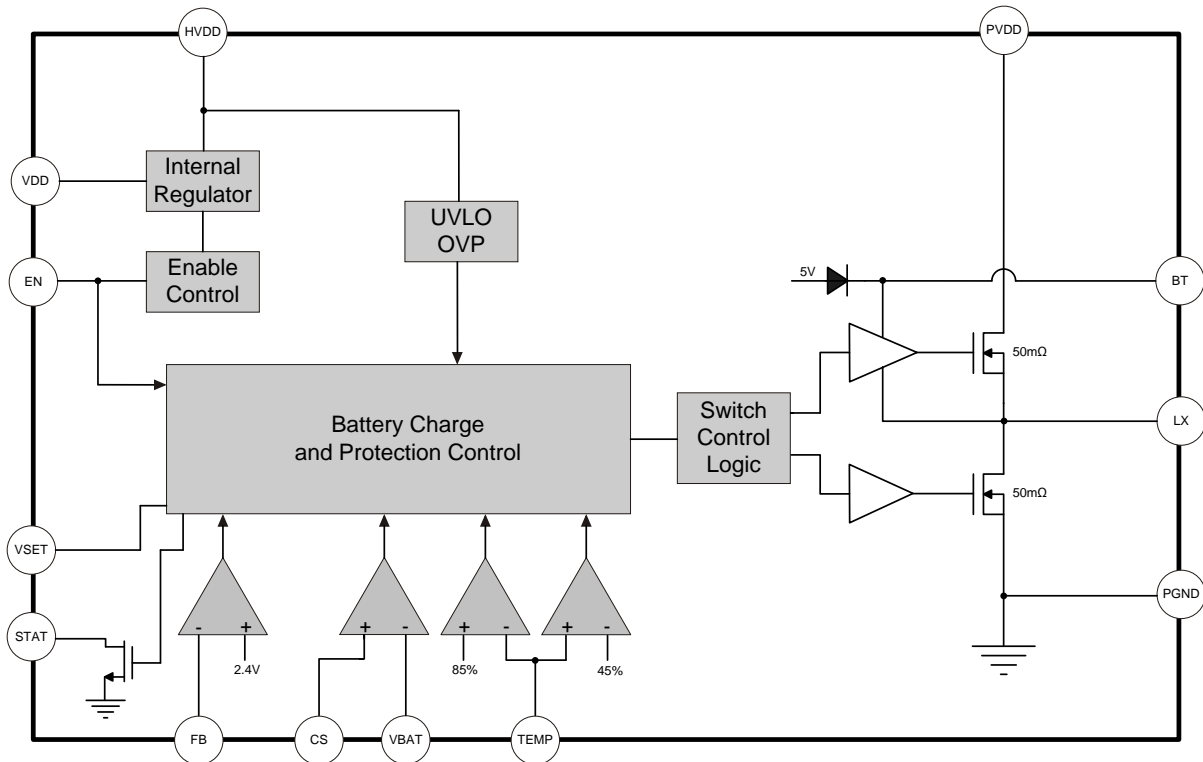 HVDD
PVDD
VDD
Internal
Regulator
UVLO
OVP
EN
Enable
Control
5V
BT
50mΩ
Battery Charge
and Protection Control
Switch
Control
Logic
LX
50mΩ
VSET
PGND
STAT
- +
+ -
+ -
+ -
2.4V
85%
45%
FB
CS
VBAT
TEMP